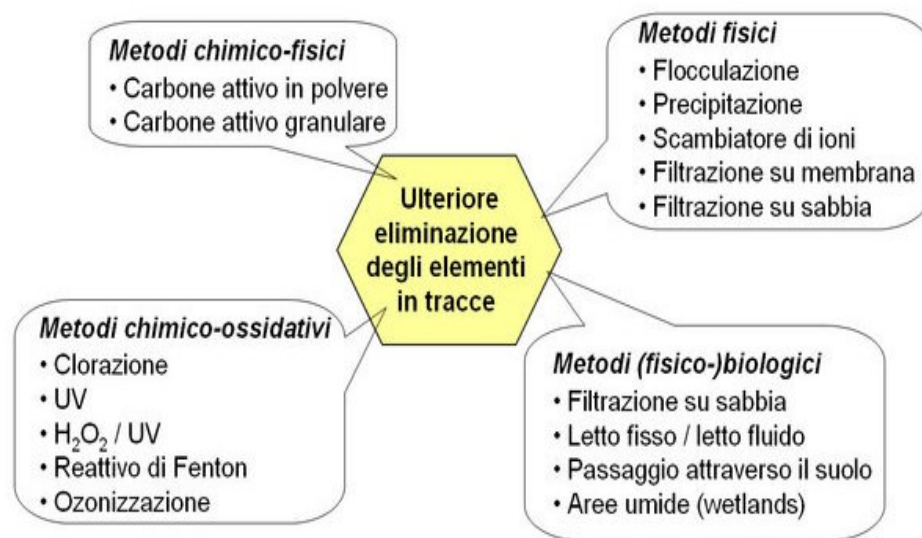 Metodi chimico-fisici
• Carbone attivo in polvere
• Carbone attivo granulare
Metodi fisici
• Flocculazione
• Precipitazione
• Scambiatore di ioni
• Filtrazione su membrana
• Filtrazione su sabbia
Ulteriore
eliminazione
degli elementi
in tracce
Metodi chimico-ossidativi
• Clorazione
• UV
• H₂O₂ / UV
• Reattivo di Fenton
• Ozonizzazione
Metodi (fisico-)biologici
• Filtrazione su sabbia
• Letto fisso / letto fluido
• Passaggio attraverso il suolo
• Aree umide (wetlands)